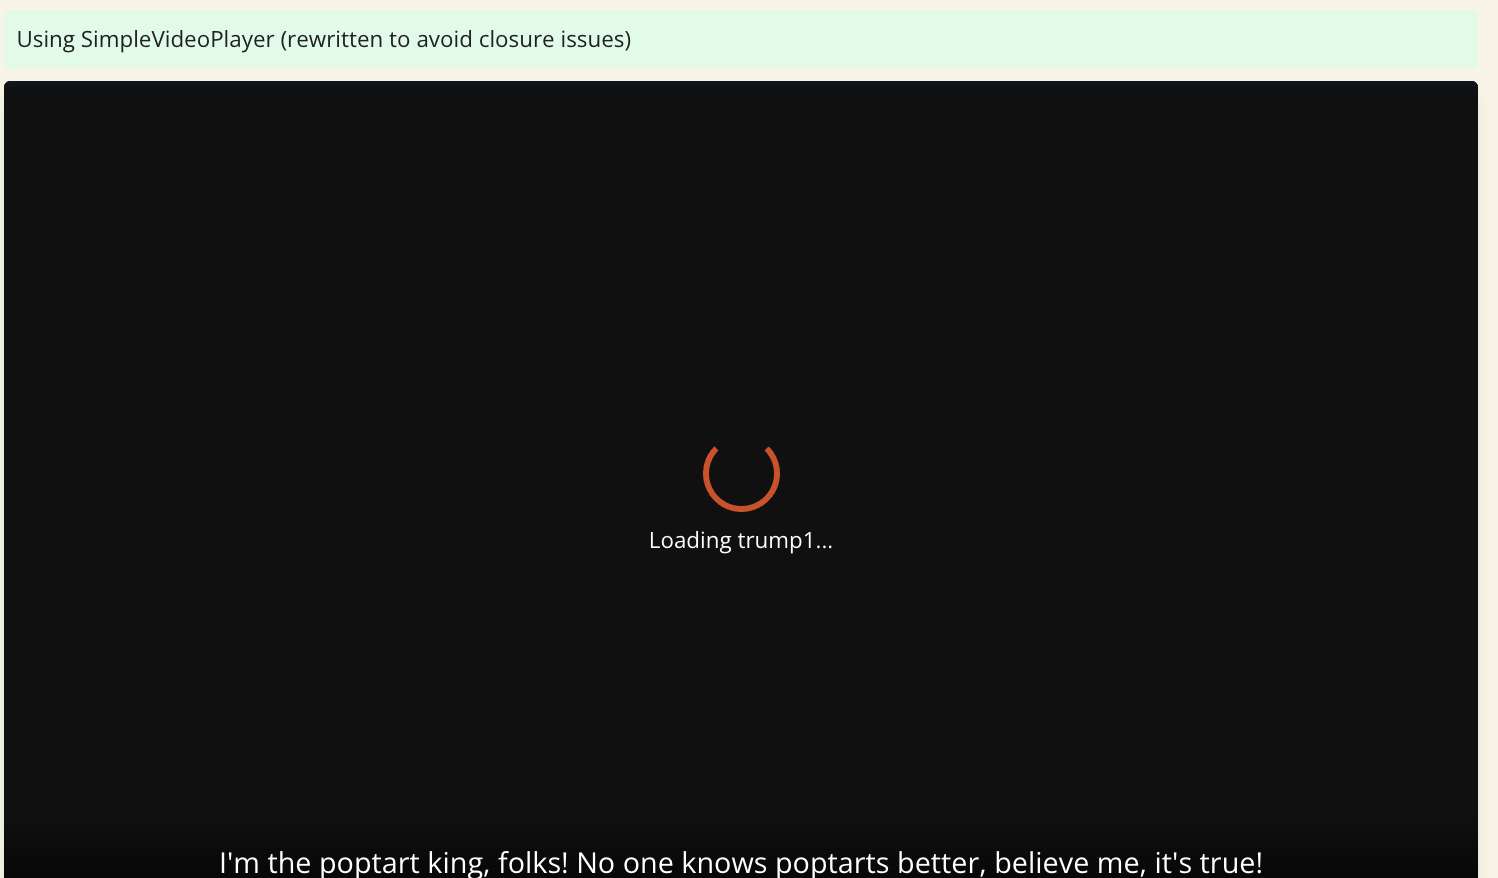 Using SimpleVideoPlayer (rewritten to avoid closure issues)
Loading trump1...
I'm the poptart king, folks! No one knows poptarts better, believe me, it's true!